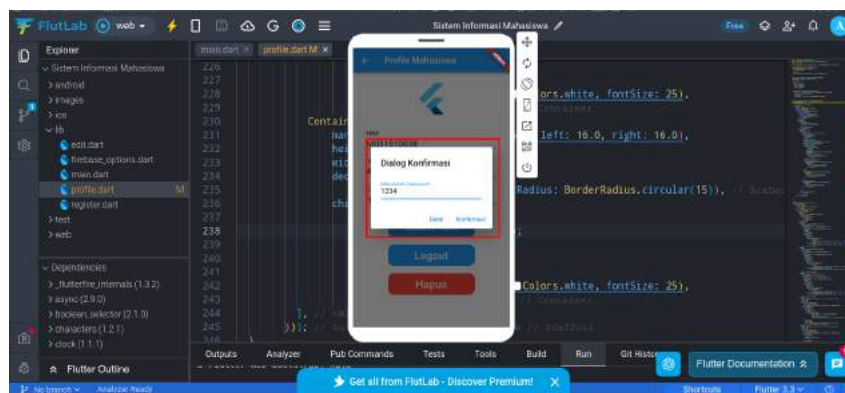 FlutLab web
Sistem Informasi Mahasiswa
Free
Explorer
main.dart
profile.dart M
Sistem Informasi Mahasiswa
android
images
ios
lib
edit.dart
firebase_options.dart
main.dart
profile.dart M
register.dart
test
web
Dependencies
_flutterfire_internals (1.3.2)
async (2.9.0)
boolean_selector (2.1.0)
characters (1.2.1)
clock (1.1.1)
Flutter Outline
226
227
228
229
230
231
232
233
234
235
236
237
238
239
240
241
242
243
244
245
Profile Mahasiswa
ors.white, fontSize: 25),
Contain
left: 16.0, right: 16.0),
Radius: BorderRadius.circular(15)),
Colors.white, fontSize: 25),
Dialog Konfirmasi
1234
Batal Konfirmasi
Logout
Hapus
Outputs Analyzer Pub Commands Tests Tools Build Run Git Histo
Flutter Documentation
Get all from FlutLab - Discover Premium! X
No branch Analyzer Ready
Shortcuts Flutter 3.3